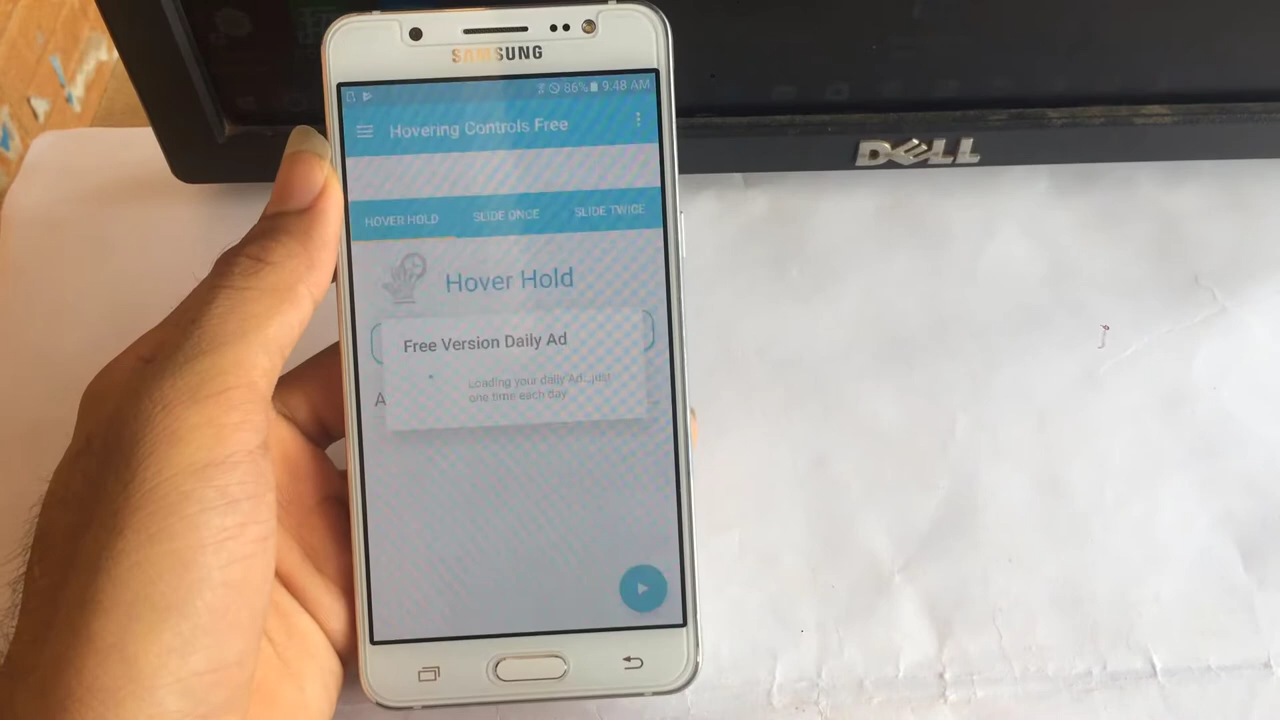 SAMSUNG
86% 9:48 AM
Hovering Controls Free
DELL
HOVER HOLD SLIDE ONCE SLIDE TWICE
Hover Hold
Free Version Daily Ad
Loading your daily Ad...just
one time each day
A